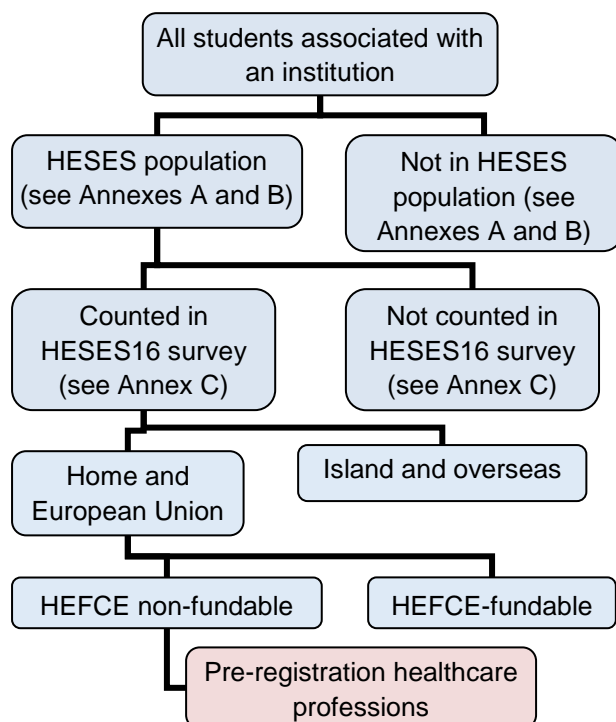 All students associated with
an institution
HESES population
(see Annexes A and B)
Not in HESES
population (see
Annexes A and B)
Counted in
HESES16 survey
(see Annex C)
Not counted in
HESES16 survey
(see Annex C)
Home and
European Union
Island and overseas
HEFCE non-fundable
HEFCE-fundable
Pre-registration healthcare
professions